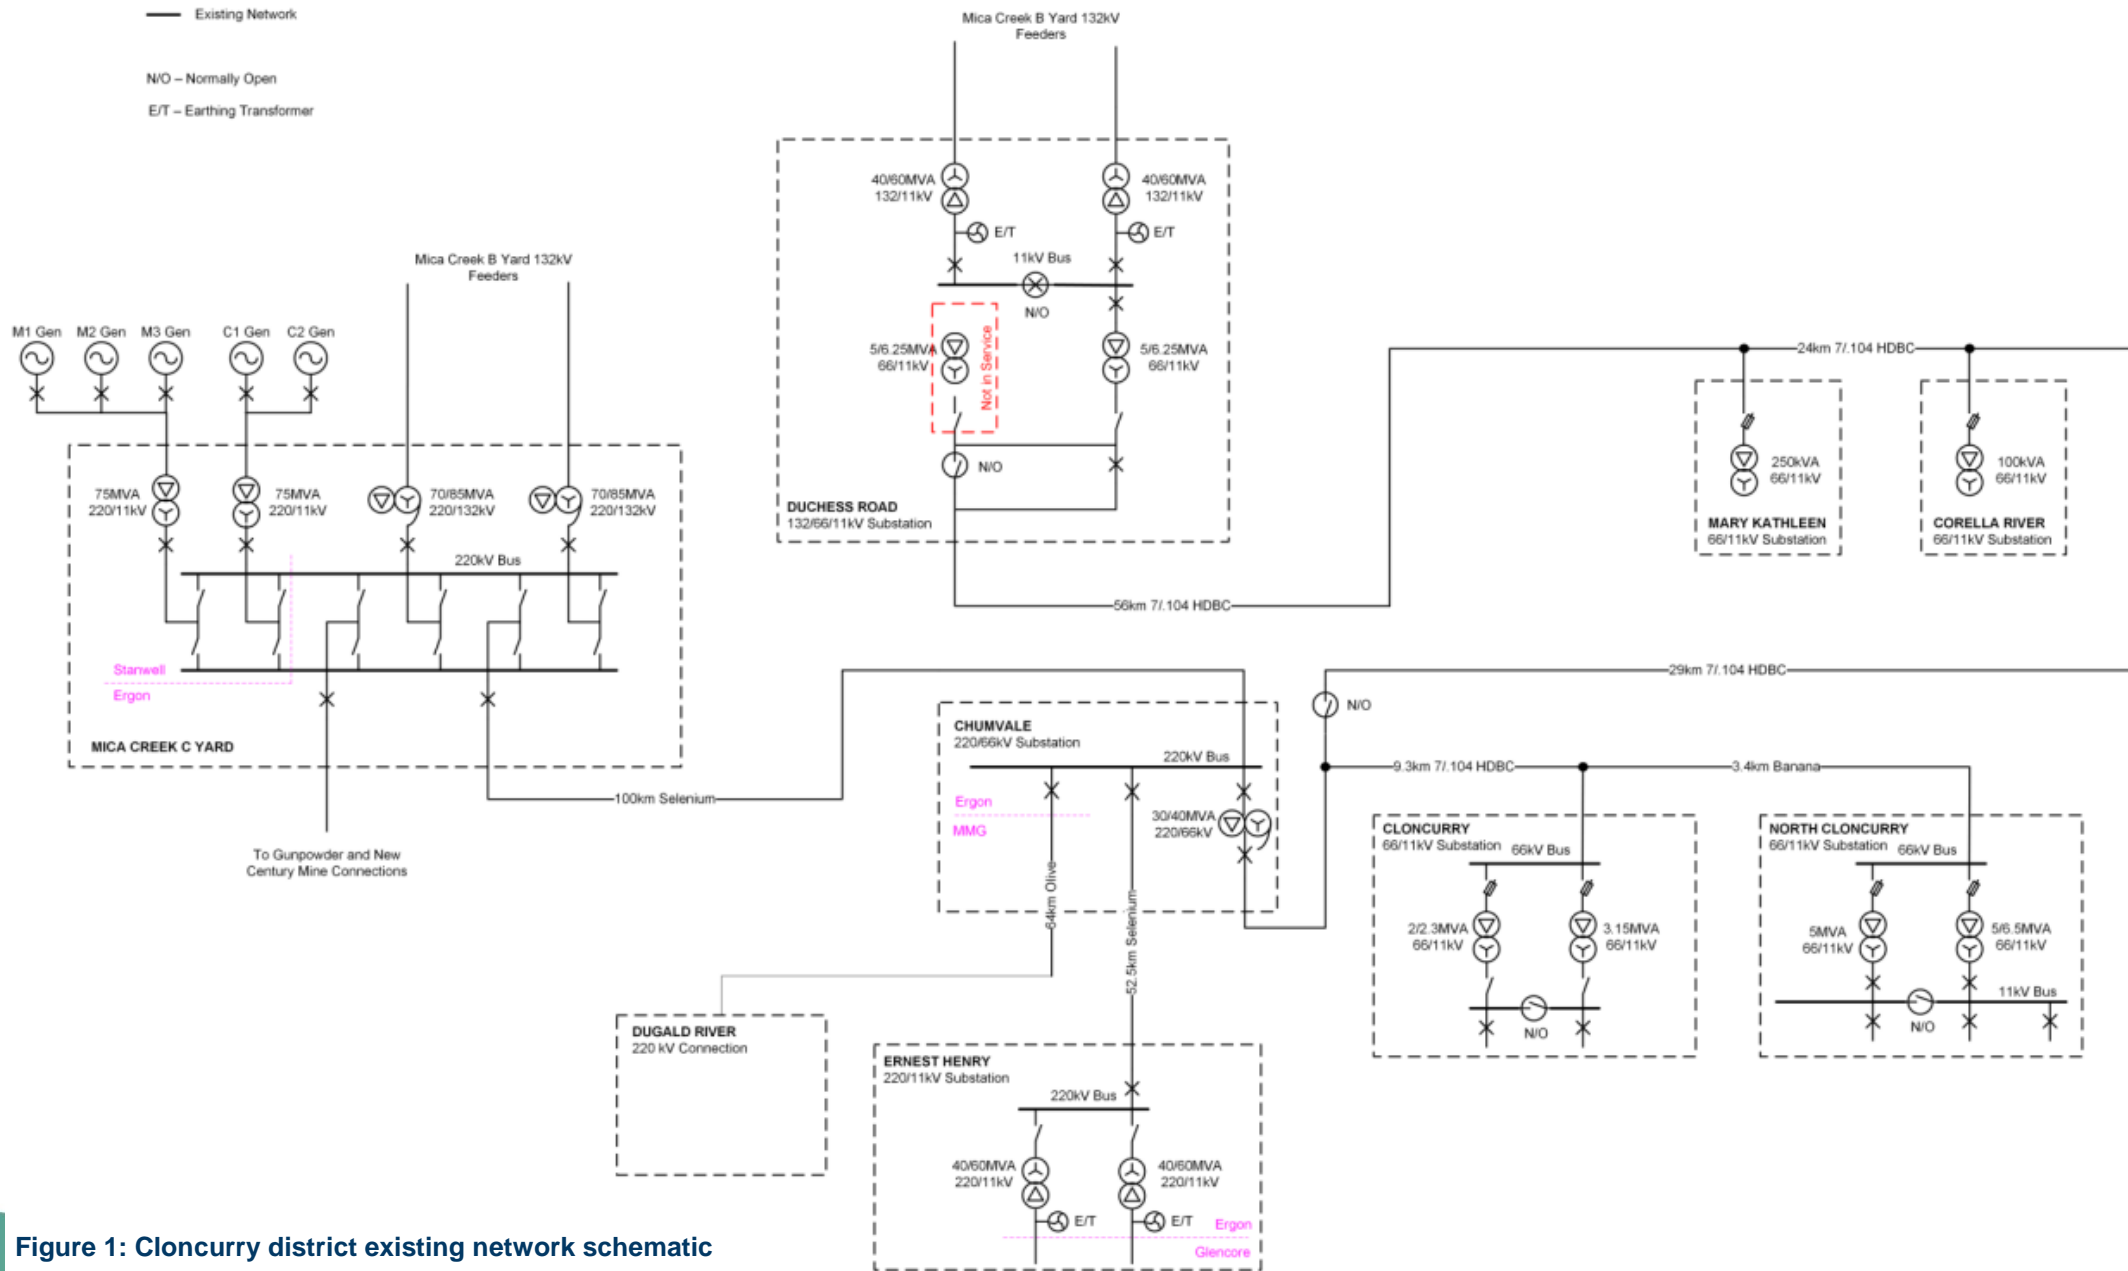 Existing Network
N/O – Normally Open
E/T – Earthing Transformer
Mica Creek B Yard 132kV
Feeders
40/60MVA
132/11kV
40/60MVA
132/11kV
E/T
E/T
11kV Bus
N/O
5/6.25MVA
66/11kV
Not in Service
5/6.25MVA
66/11kV
N/O
DUCHESS ROAD
132/66/11kV Substation
56km 7/.104 HDBC
Mica Creek B Yard 132kV
Feeders
M1 Gen
M2 Gen
M3 Gen
C1 Gen
C2 Gen
75MVA
220/11kV
75MVA
220/11kV
70/85MVA
220/132kV
70/85MVA
220/132kV
220kV Bus
Stanwell
Ergon
MICA CREEK C YARD
To Gunpowder and New
Century Mine Connections
100km Selenium
24km 7/.104 HDBC
250kVA
66/11kV
MARY KATHLEEN
66/11kV Substation
100kVA
66/11kV
CORELLA RIVER
66/11kV Substation
29km 7/.104 HDBC
N/O
CHUMVALE
220/66kV Substation
220kV Bus
Ergon
MMG
30/40MVA
220/66kV
64km Olive
52.5km Selenium
9.3km 7/.104 HDBC
3.4km Banana
CLONCURRY
66/11kV Substation
66kV Bus
2/2.3MVA
66/11kV
3.15MVA
66/11kV
N/O
NORTH CLONCURRY
66/11kV Substation
66kV Bus
5MVA
66/11kV
5/6.5MVA
66/11kV
11kV Bus
N/O
DUGALD RIVER
220 kV Connection
ERNEST HENRY
220/11kV Substation
220kV Bus
40/60MVA
220/11kV
40/60MVA
220/11kV
E/T
E/T
Ergon
Glencore
Figure 1: Cloncurry district existing network schematic